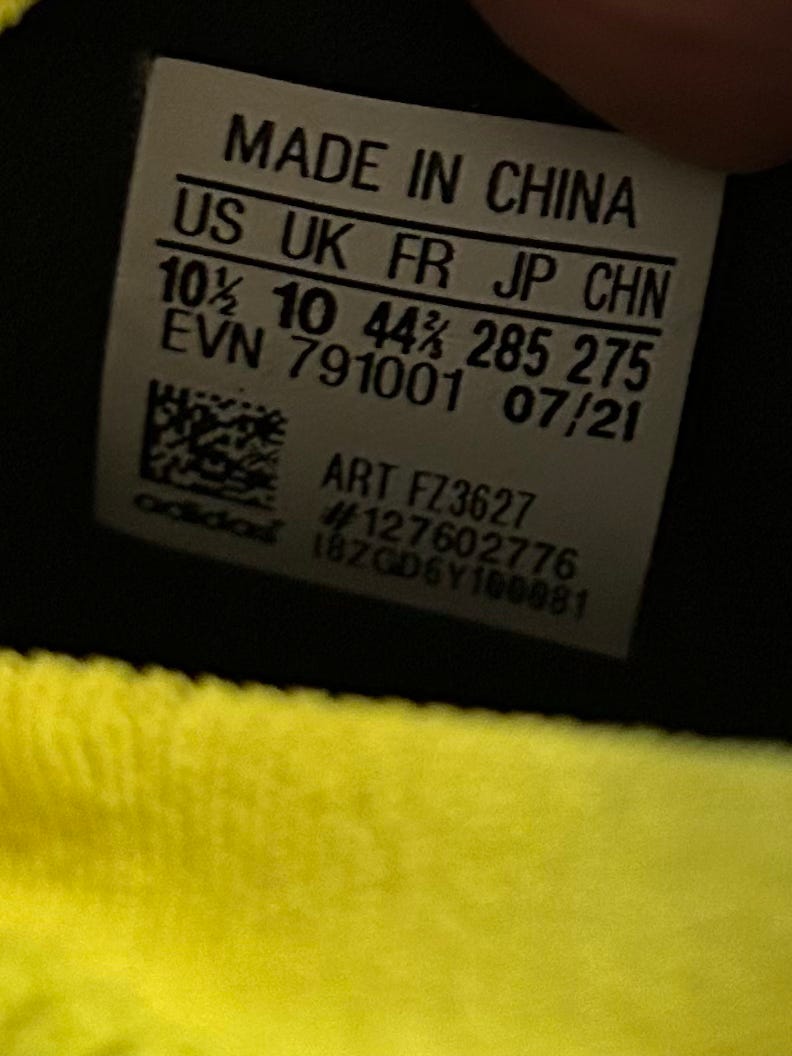 MADE IN CHINA
US UK FR JP CHN
10½ 10 44⅔ 285 275
EVN 791001 07/21
ART FZ3627
#127602776
adidas